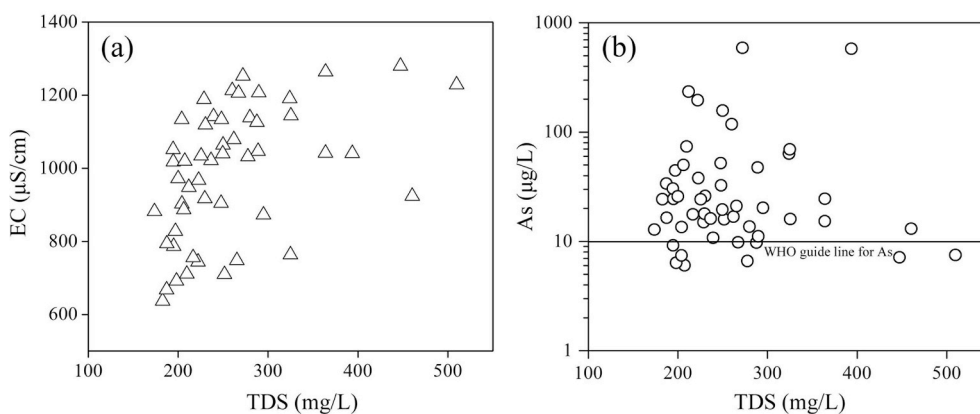 (a)
1400
1200
1000
800
600
EC (µS/cm)
100 200 300 400 500
TDS (mg/L)
(b)
1000
100
10
1
As (µg/L)
WHO guide line for As
100 200 300 400 500
TDS (mg/L)